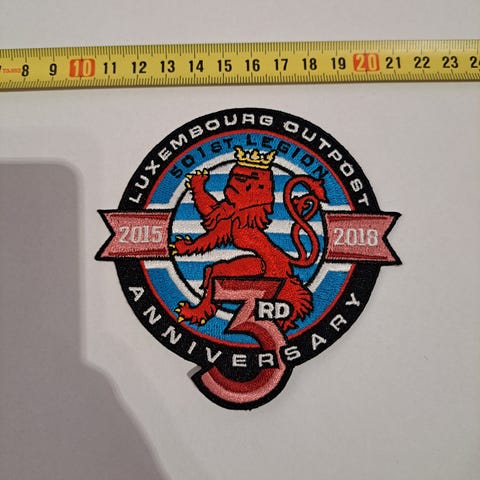 7 8 9 10 11 12 13 14 15 16 17 18 19 20 21 22 23 24
LUXEMBOURG OUTPOST
501ST LEGION
2015 2018
3RD
ANNIVERSARY